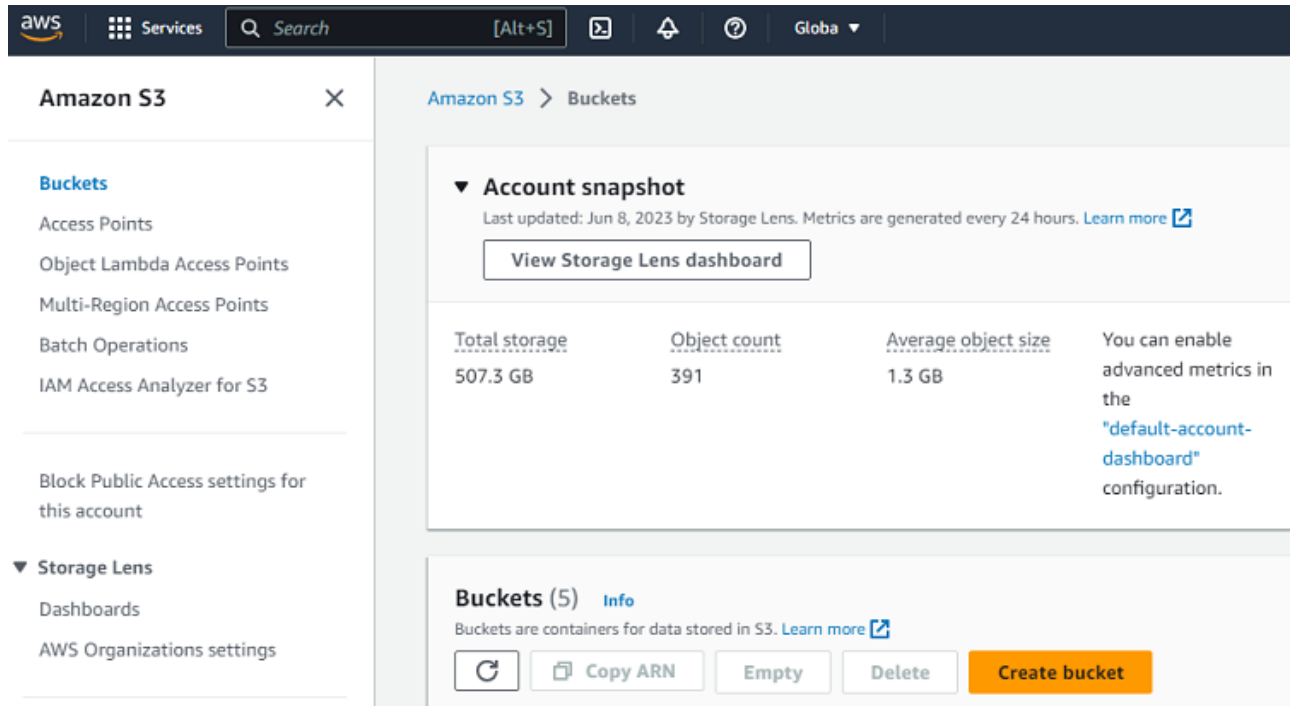 aws
Services
Search [Alt+S]
Globa
Amazon S3
Buckets
Access Points
Object Lambda Access Points
Multi-Region Access Points
Batch Operations
IAM Access Analyzer for S3
Block Public Access settings for
this account
Storage Lens
Dashboards
AWS Organizations settings
Amazon S3 > Buckets
Account snapshot
Last updated: Jun 8, 2023 by Storage Lens. Metrics are generated every 24 hours. Learn more
View Storage Lens dashboard
Total storage
507.3 GB
Object count
391
Average object size
1.3 GB
You can enable
advanced metrics in
the
"default-account-
dashboard"
configuration.
Buckets (5) Info
Buckets are containers for data stored in S3. Learn more
Copy ARN
Empty
Delete
Create bucket